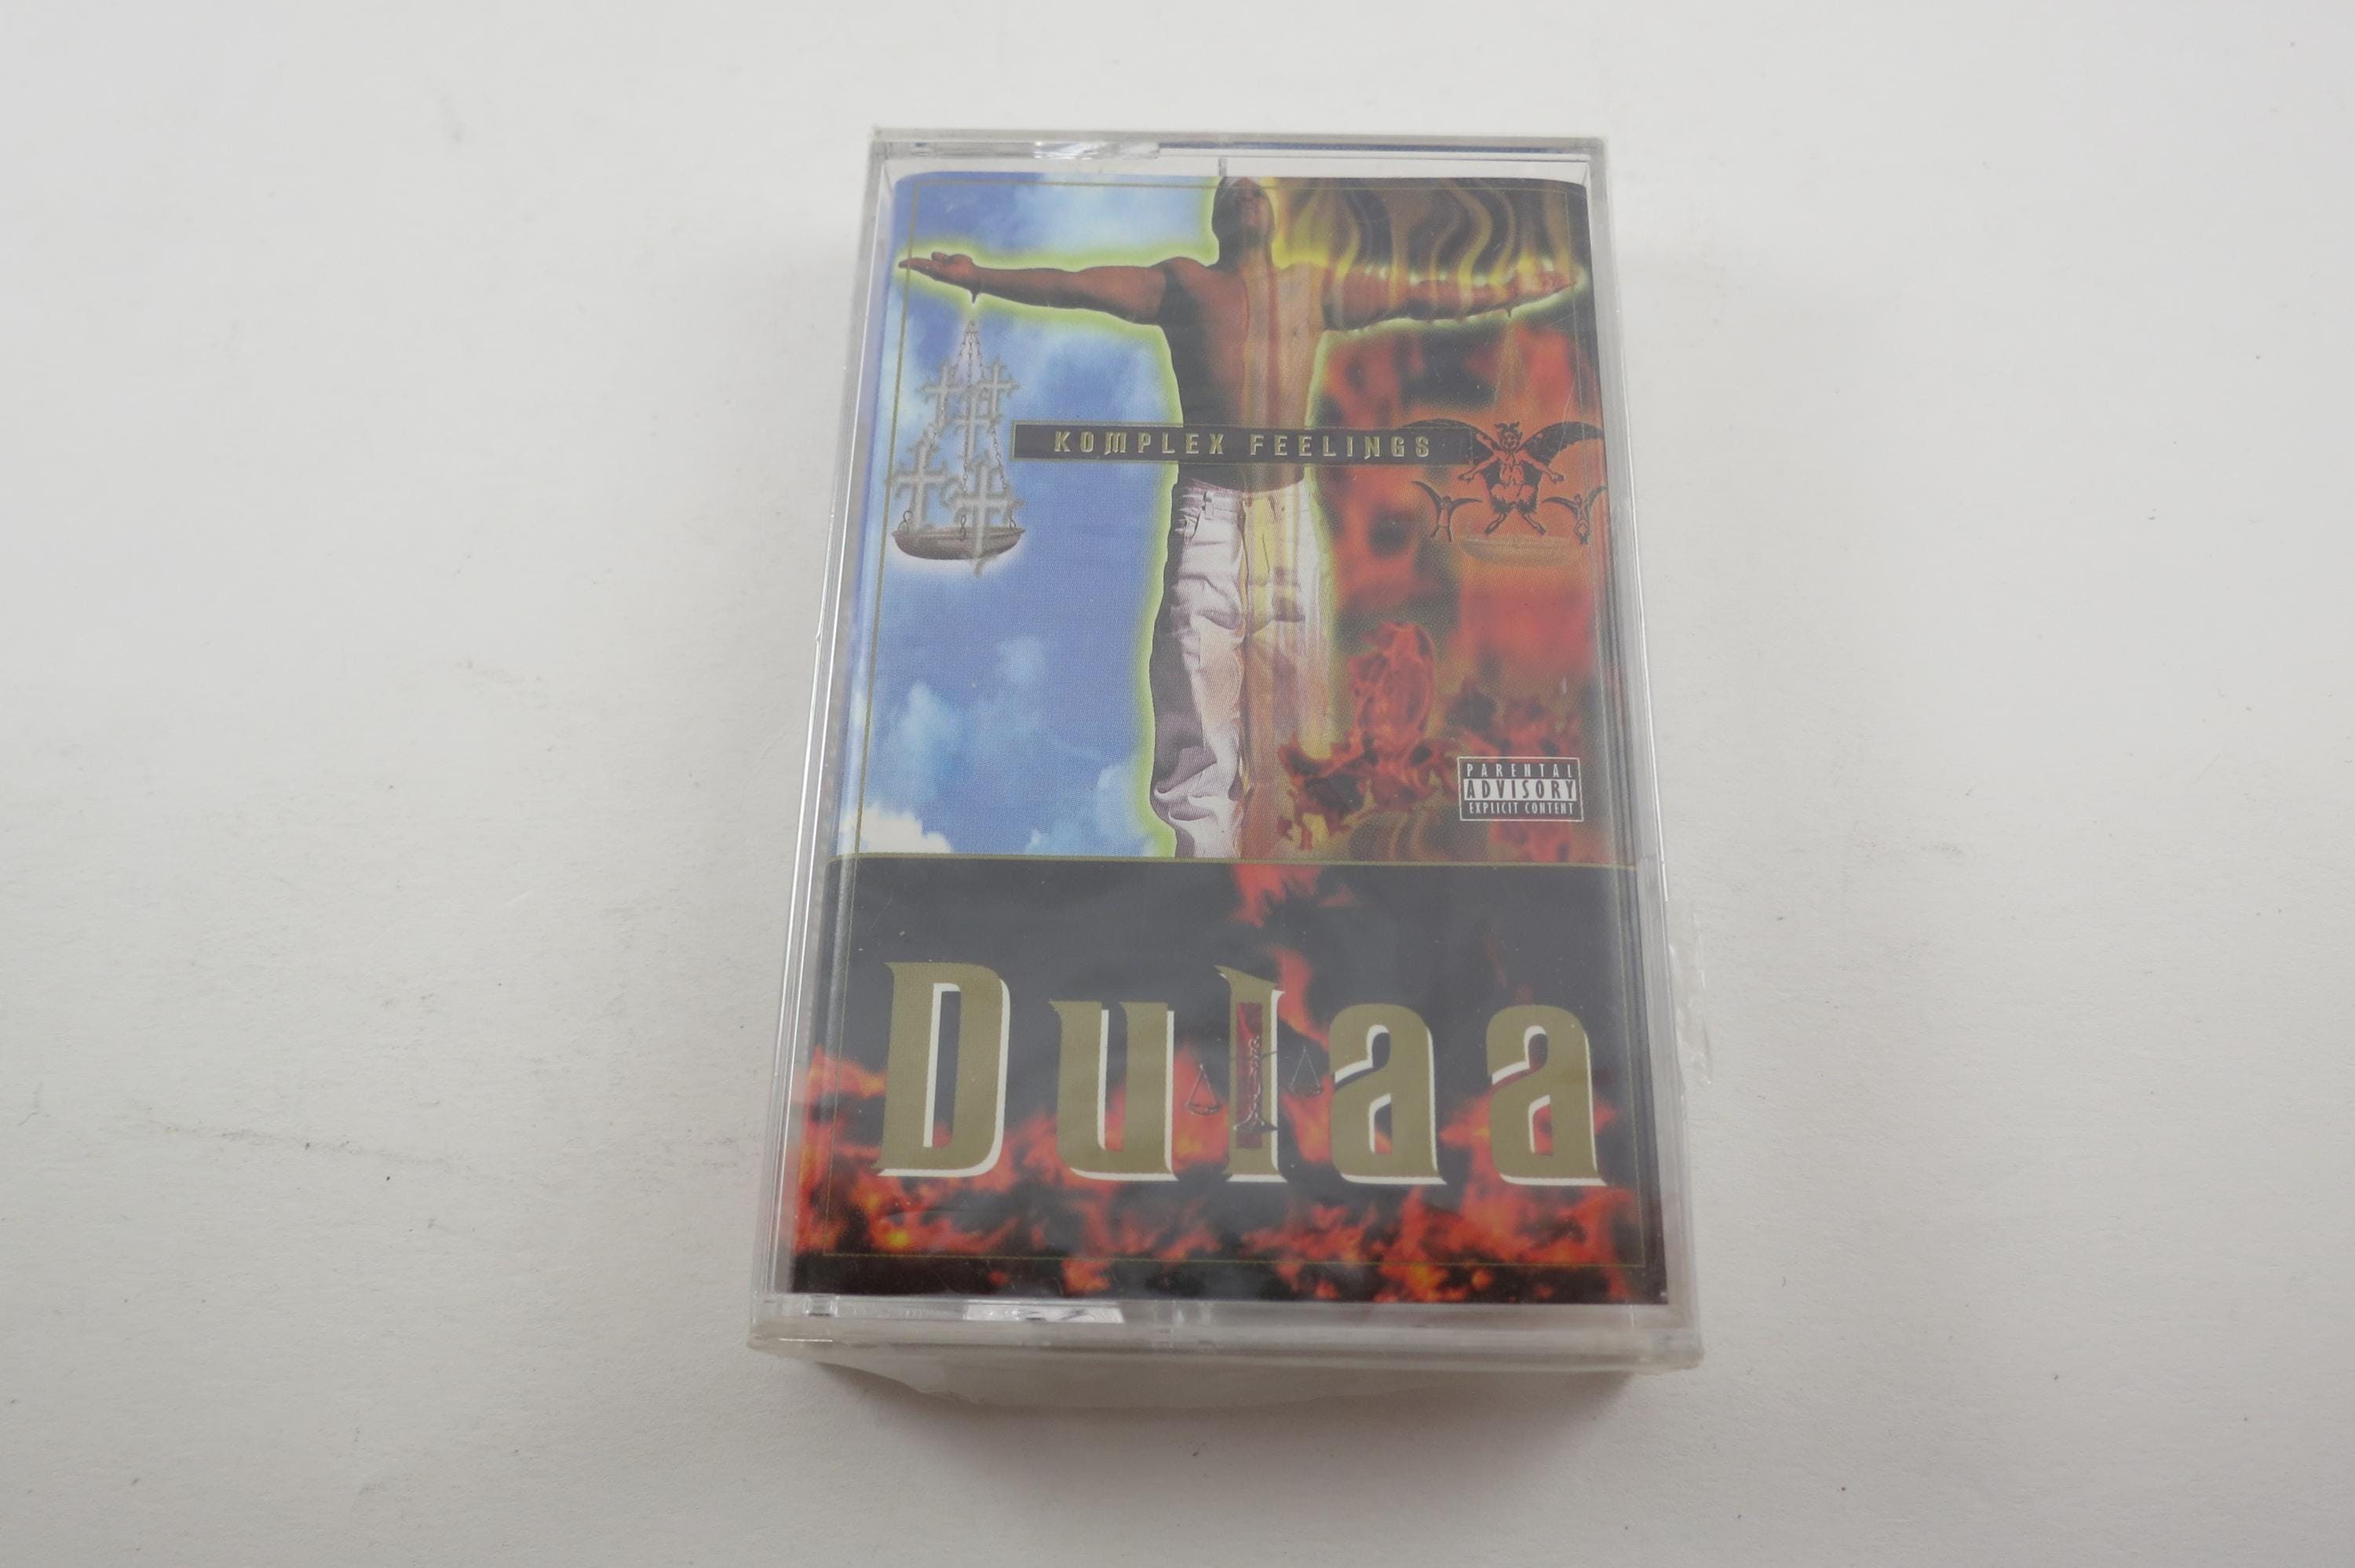 KOMPLEX FEELINGS
PARENTAL
ADVISORY
EXPLICIT CONTENT
Dulaa